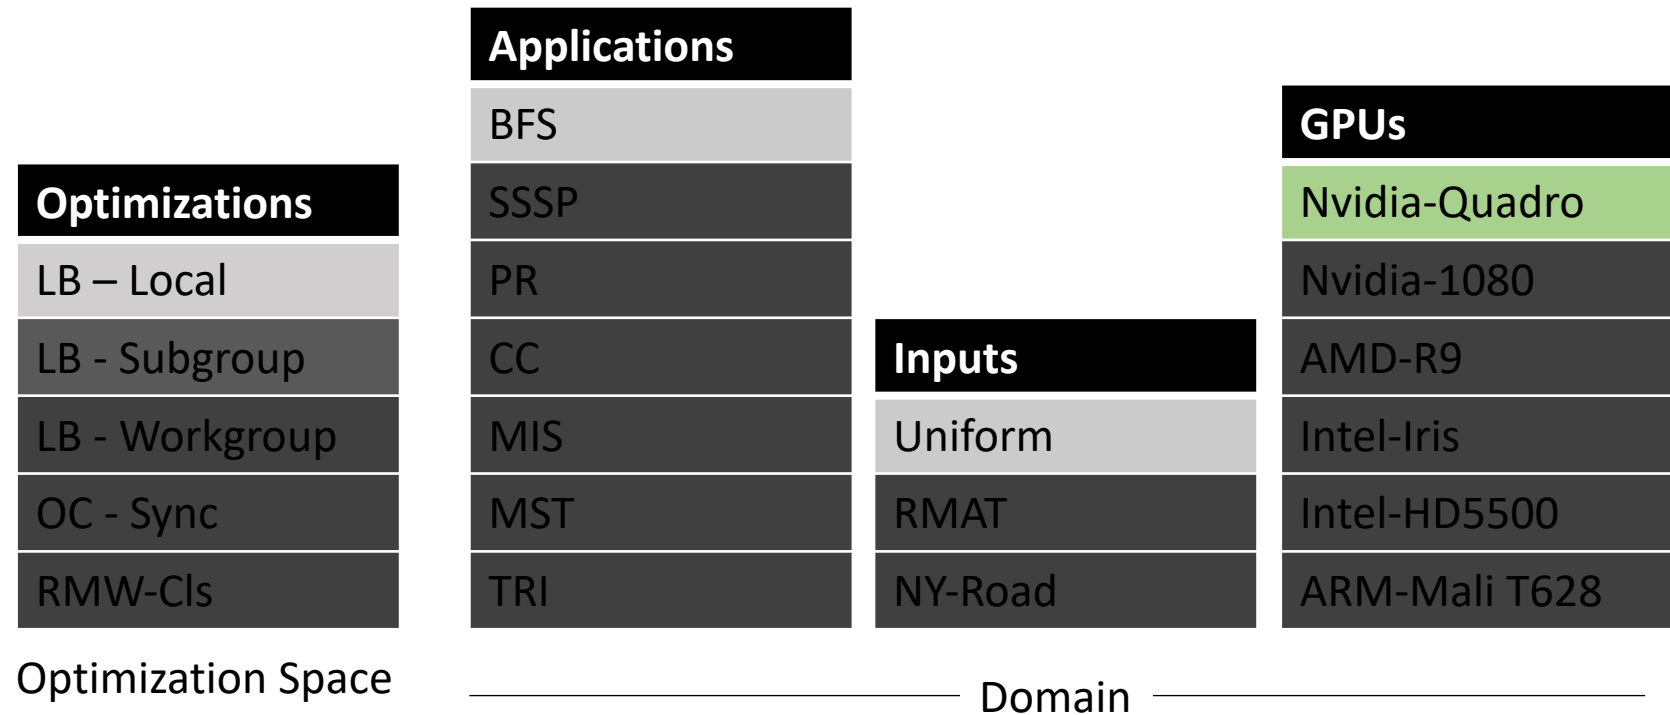 Optimizations
LB – Local
LB - Subgroup
LB - Workgroup
OC - Sync
RMW-Cls
Optimization Space
Applications
BFS
SSSP
PR
CC
MIS
MST
TRI
Inputs
Uniform
RMAT
NY-Road
GPUs
Nvidia-Quadro
Nvidia-1080
AMD-R9
Intel-Iris
Intel-HD5500
ARM-Mali T628
Domain